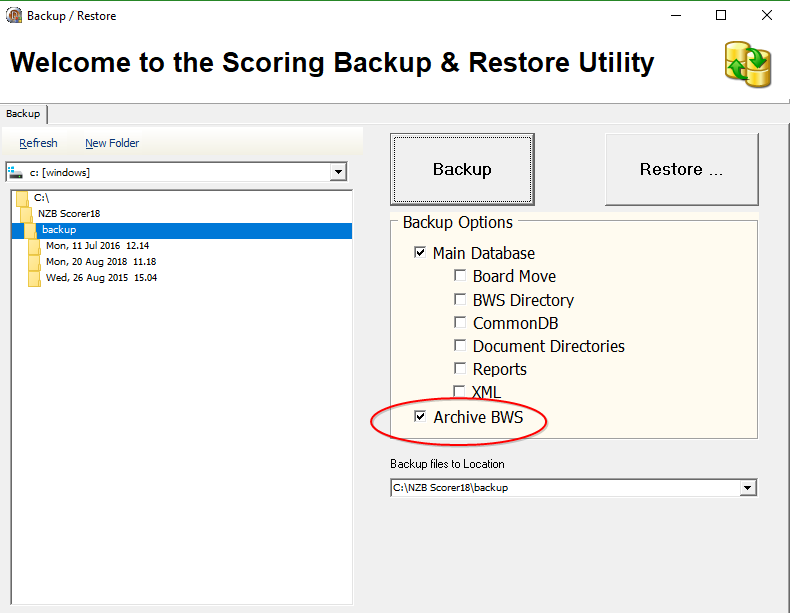 Backup / Restore
Welcome to the Scoring Backup & Restore Utility
Backup
Refresh New Folder
c: [windows]
C:\
NZB Scorer18
backup
Mon, 11 Jul 2016 12.14
Mon, 20 Aug 2018 11.18
Wed, 26 Aug 2015 15.04
Backup Restore ...
Backup Options
Main Database
Board Move
BWS Directory
CommonDB
Document Directories
Reports
XML
Archive BWS
Backup files to Location
C:\NZB Scorer18\backup